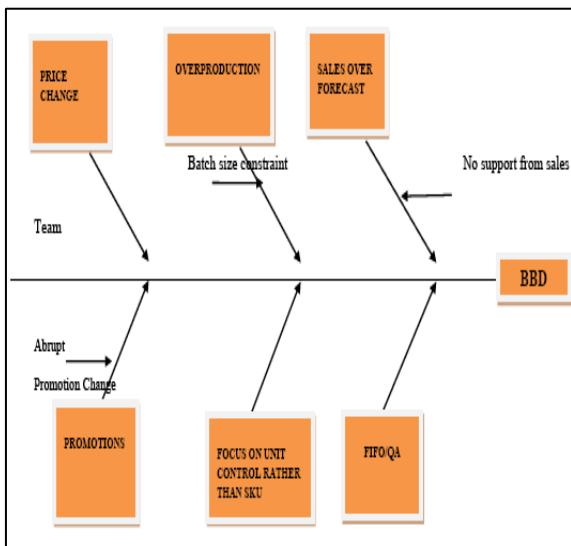 PRICE
CHANGE
OVERPRODUCTION
SALES OVER
FORECAST
Batch size constraint
No support from sales
Team
BBD
Abrupt
Promotion Change
PROMOTIONS
FOCUS ON UNIT
CONTROL RATHER
THAN SKU
FIFO/QA